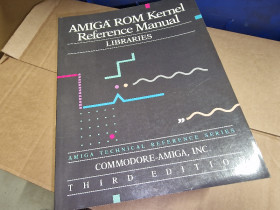 AMIGA ROM Kernel
Reference Manual
LIBRARIES
AMIGA TECHNICAL REFERENCE SERIES
COMMODORE-AMIGA, INC.
THIRD EDITION